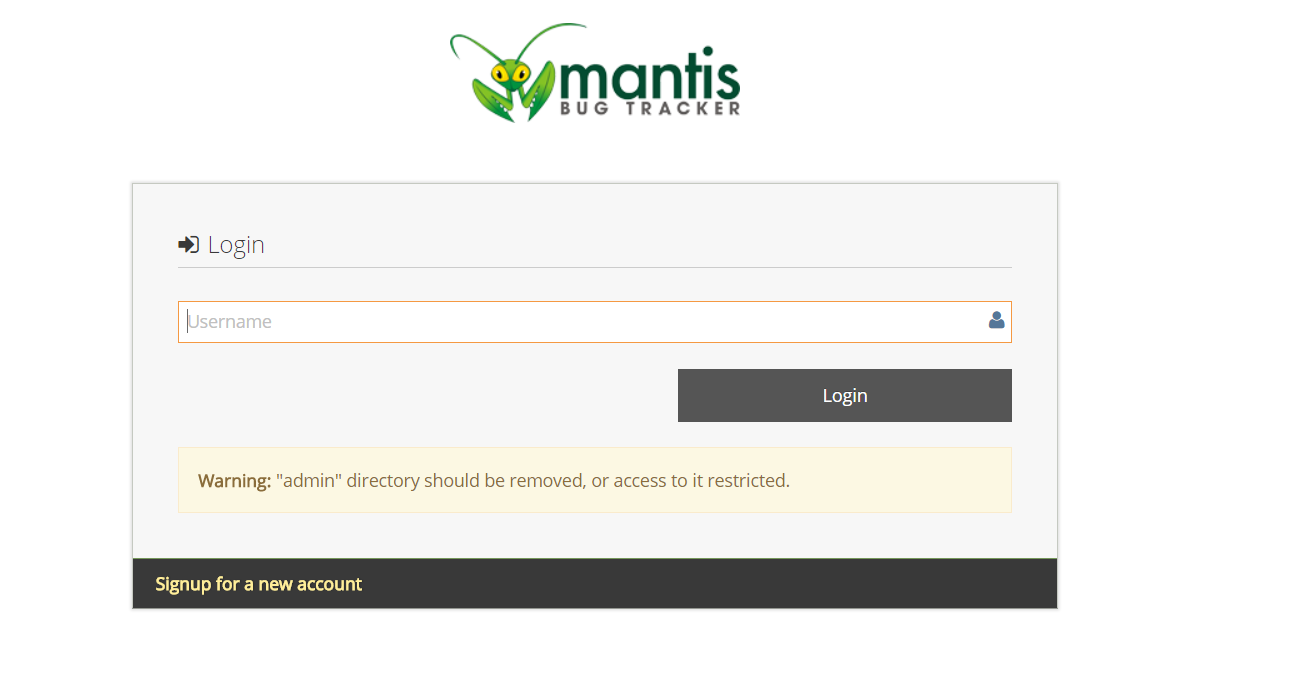 mantis
BUG TRACKER
Login
Username
Login
Warning: "admin" directory should be removed, or access to it restricted.
Signup for a new account